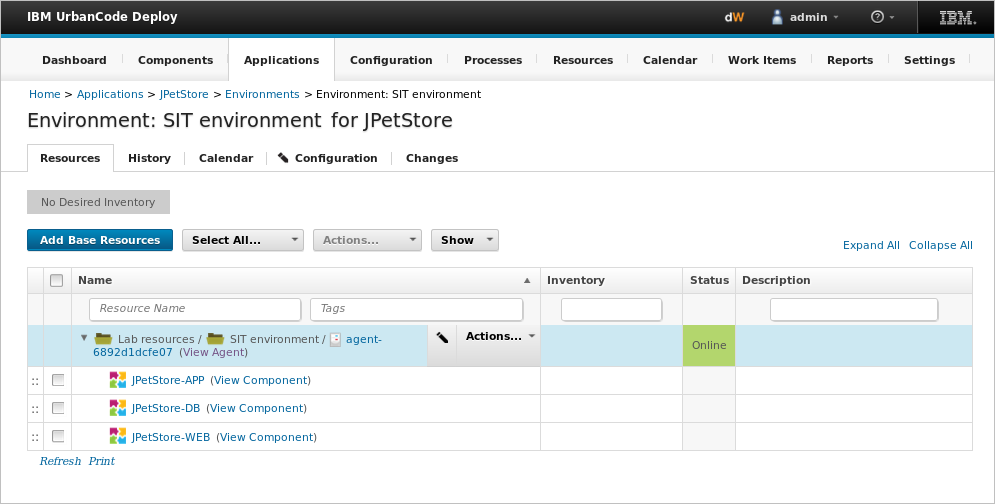 IBM UrbanCode Deploy dW admin ? IBM.
Dashboard Components Applications Configuration Processes Resources Calendar Work Items Reports Settings
Home > Applications > JPetStore > Environments > Environment: SIT environment
Environment: SIT environment for JPetStore
Resources History Calendar Configuration Changes
No Desired Inventory
Add Base Resources Select All... Actions... Show Expand All Collapse All
Name Inventory Status Description
Resource Name Tags
Lab resources / SIT environment / agent-
6892d1dcfe07 (View Agent) Actions... Online
JPetStore-APP (View Component)
JPetStore-DB (View Component)
JPetStore-WEB (View Component)
Refresh Print